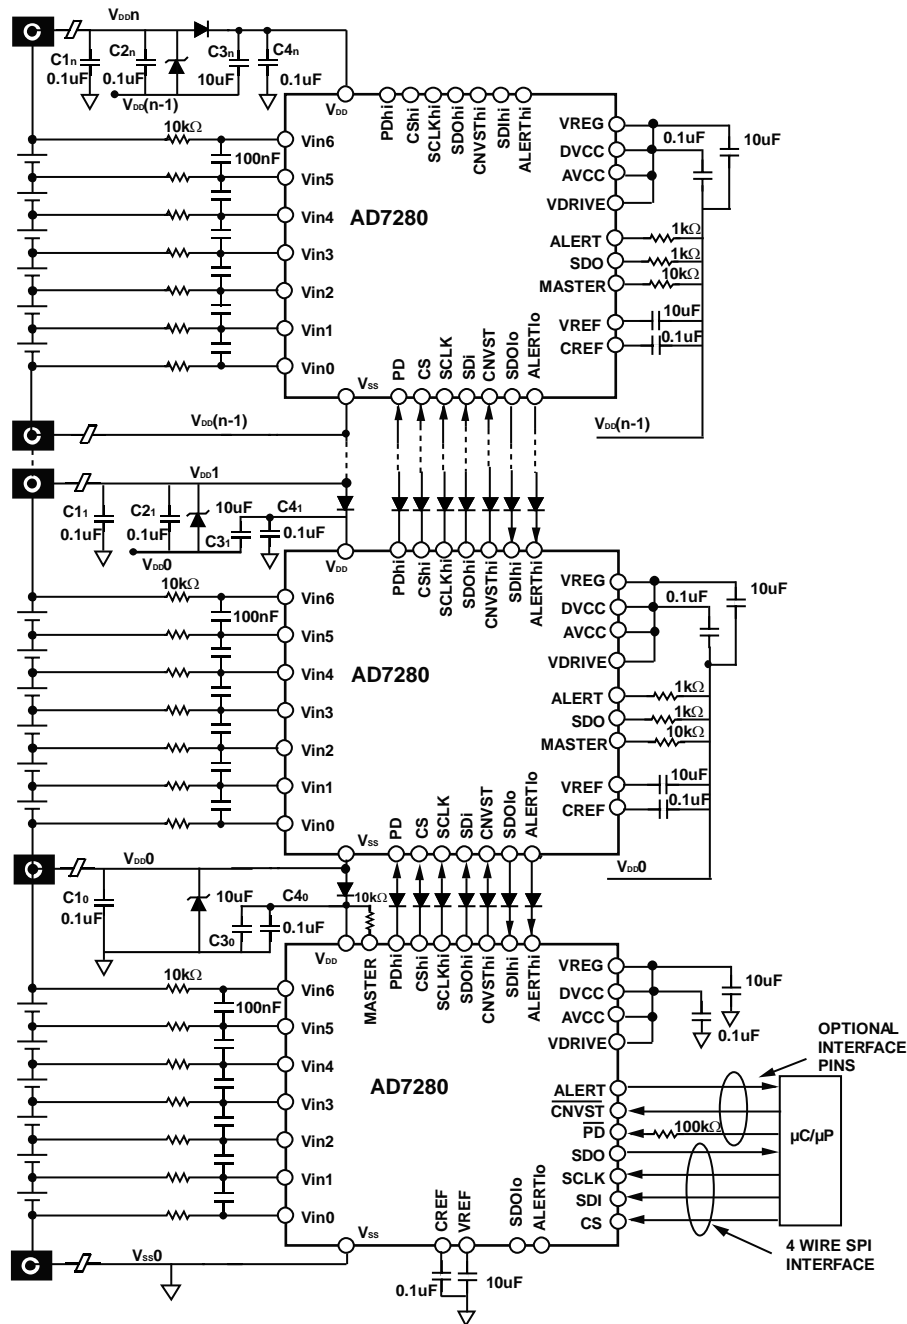 VDDn
C1n
0.1uF
C2n
0.1uF
C3n
10uF
C4n
0.1uF
VDD(n-1)
VDD
PDhi
CShi
SCLKhi
SDOhi
CNVSThi
SDIhi
ALERThi
10kΩ
100nF
Vin6
Vin5
Vin4
Vin3
Vin2
Vin1
Vin0
AD7280
VREG
DVCC
AVCC
VDRIVE
ALERT
SDO
MASTER
VREF
CREF
0.1uF
10uF
1kΩ
1kΩ
10kΩ
10uF
0.1uF
VDD(n-1)
VSS
PD
CS
SCLK
SDi
CNVST
SDOlo
ALERTlo
VDD(n-1)
VDD1
C11
0.1uF
C21
0.1uF
10uF
C31
C41
0.1uF
VDD0
VDD
PDhi
CShi
SCLKhi
SDOhi
CNVSThi
SDIhi
ALERThi
10kΩ
100nF
Vin6
Vin5
Vin4
Vin3
Vin2
Vin1
Vin0
AD7280
VREG
DVCC
AVCC
VDRIVE
ALERT
SDO
MASTER
VREF
CREF
0.1uF
10uF
1kΩ
1kΩ
10kΩ
10uF
0.1uF
VDD0
VSS
PD
CS
SCLK
SDi
CNVST
SDOlo
ALERTlo
VDD0
C10
0.1uF
10uF
C30
C40
0.1uF
10kΩ
VDD
MASTER
PDhi
CShi
SCLKhi
SDOhi
CNVSThi
SDIhi
ALERThi
10kΩ
100nF
Vin6
Vin5
Vin4
Vin3
Vin2
Vin1
Vin0
AD7280
VREG
DVCC
AVCC
VDRIVE
10uF
0.1uF
ALERT
CNVST
PD
SDO
SCLK
SDI
CS
100kΩ
OPTIONAL
INTERFACE
PINS
µC/µP
4 WIRE SPI
INTERFACE
VSS
CREF
VREF
SDOlo
ALERTlo
0.1uF
10uF
VSS0